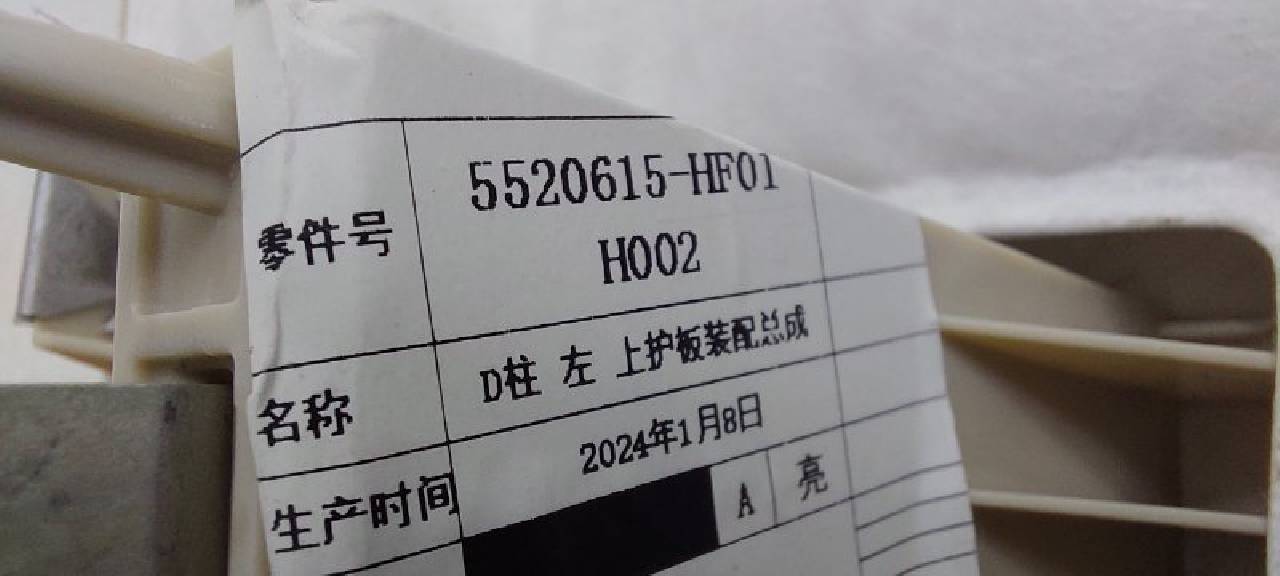 零件号 5520615-HF01
H002
名称 D柱 左 上护板装配总成
生产时间 2024年1月8日
A 亮